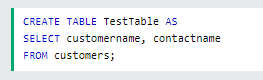 CREATE TABLE TestTable AS
SELECT customername, contactname
FROM customers;